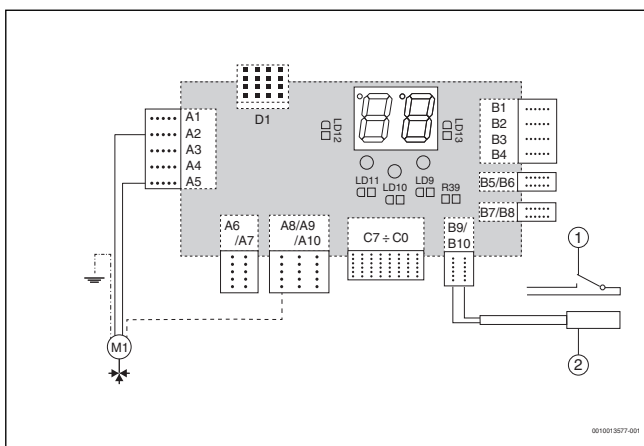 D1
A1
A2
A3
A4
A5
LD12
LD13
LD11
LD10
LD9
R39
B1
B2
B3
B4
B5/B6
B7/B8
A6
/A7
A8/A9
/A10
C7 ÷ C0
B9/
B10
1
2
M1
0010013577-001